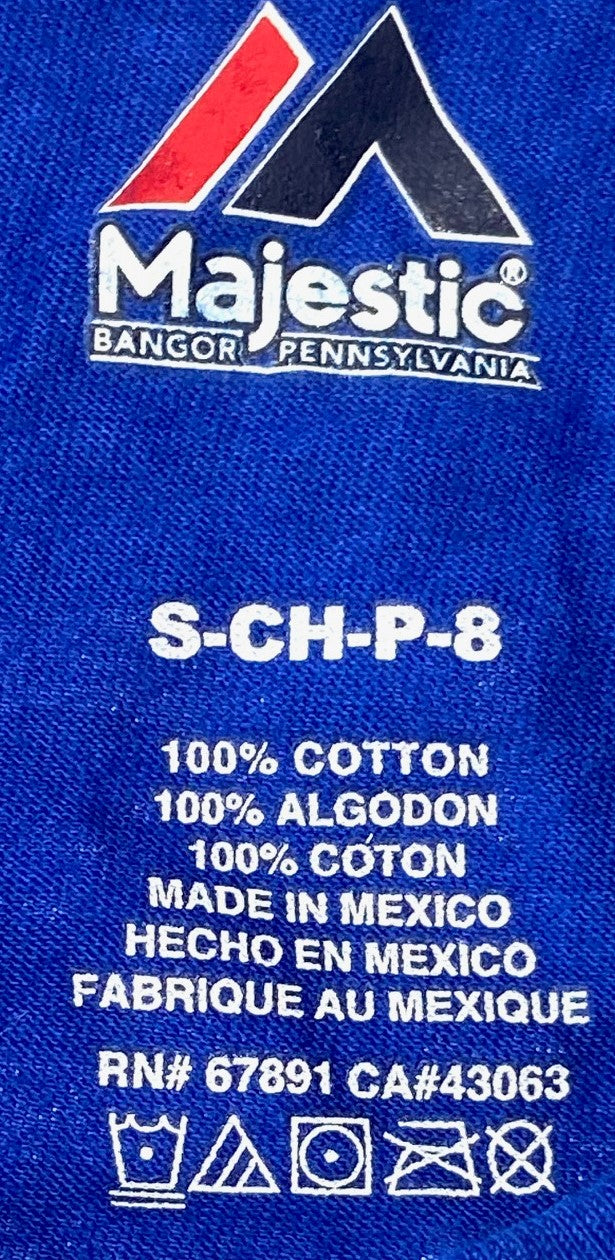 Majestic®
BANGOR PENNSYLVANIA
S-CH-P-8
100% COTTON
100% ALGODON
100% COTON
MADE IN MEXICO
HECHO EN MEXICO
FABRIQUE AU MEXIQUE
RN# 67891 CA#43063